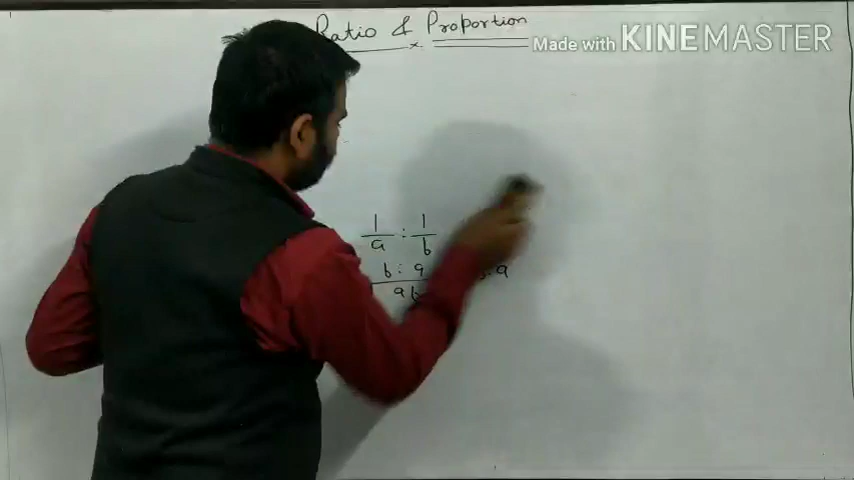 Ratio & Proportion
Made with KINEMASTER
1/a : 1/b
b : a
ab
: a